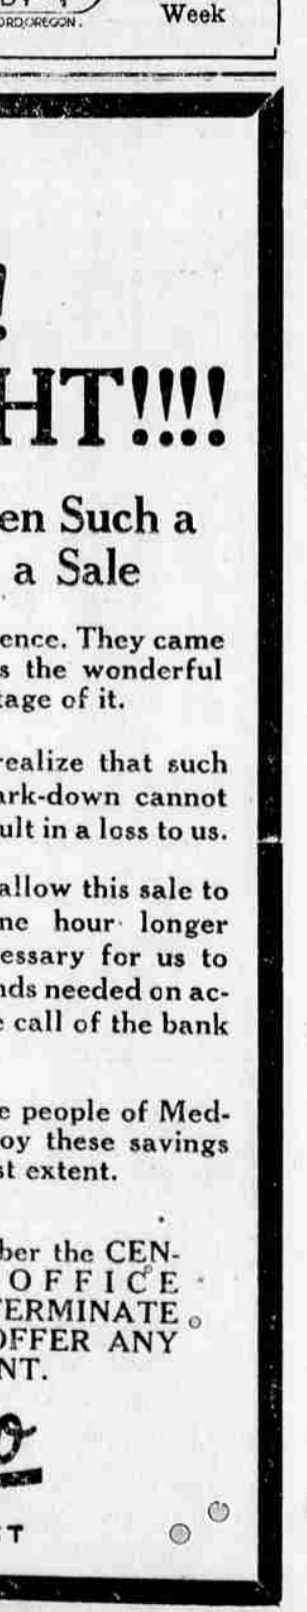 ORD, OREGON.
Week
!
HT!!!!
en Such a
a Sale
ence. They came
s the wonderful
tage of it.
realize that such
ark-down cannot
ult in a loss to us.
allow this sale to
ne hour longer
essary for us to
nds needed on ac-
e call of the bank
e people of Med-
oy these savings
st extent.
ber the CEN-
OFFICE
TERMINATE
OFFER ANY
NT.
o
ST